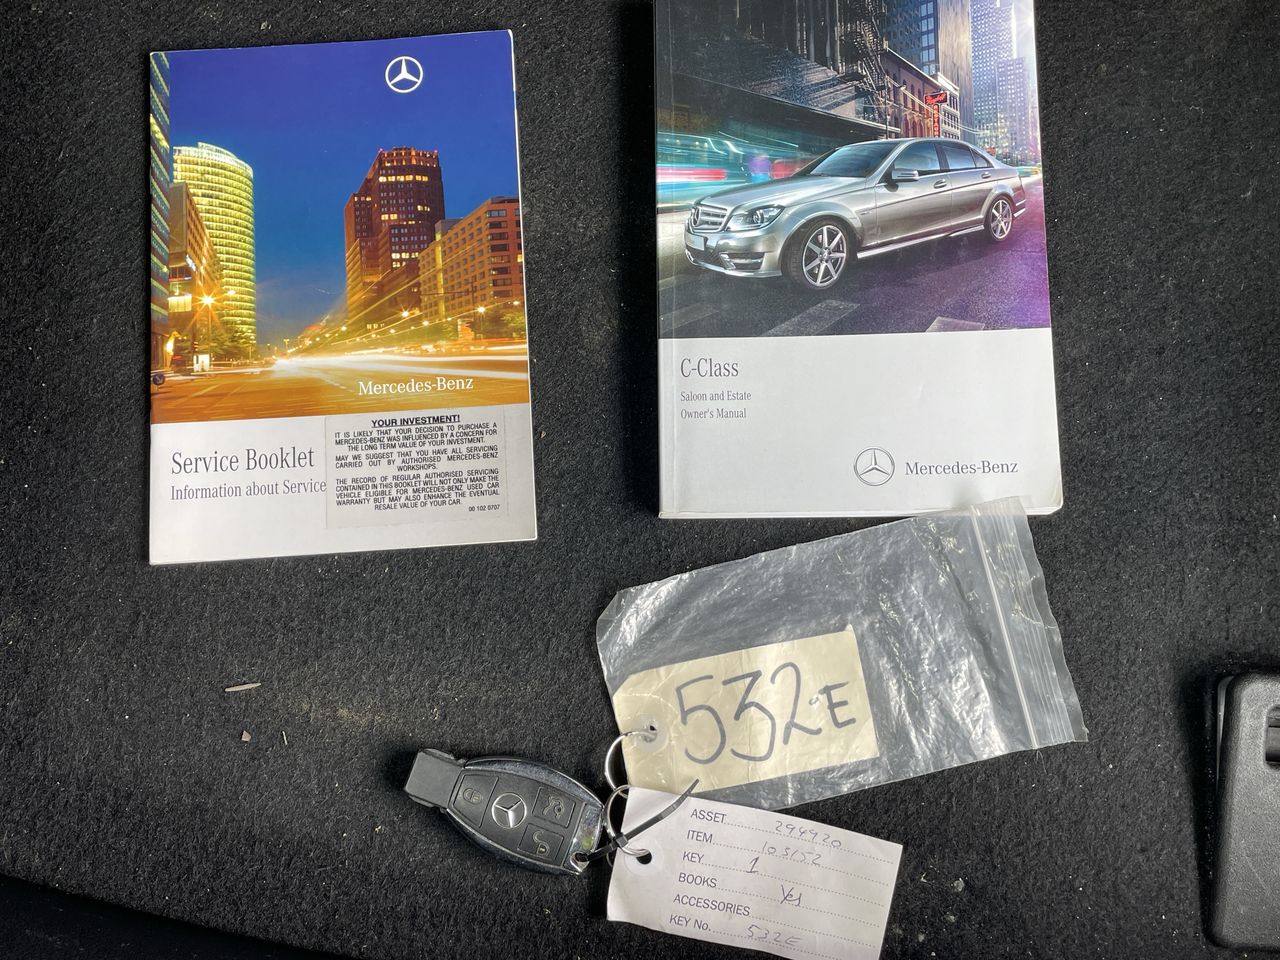 Mercedes-Benz
Service Booklet
Information about Service
YOUR INVESTMENT!
IT IS LIKELY THAT YOUR DECISION TO PURCHASE A
MERCEDES-BENZ WAS INFLUENCED BY A CONCERN FOR
THE LONG TERM VALUE OF YOUR INVESTMENT.
MAY WE SUGGEST THAT YOU HAVE ALL SERVICING
CARRIED OUT BY AUTHORISED MERCEDES-BENZ
WORKSHOPS.
THE RECORD OF REGULAR AUTHORISED SERVICING
CONTAINED IN THIS BOOKLET WILL NOT ONLY MAKE THE
VEHICLE ELIGIBLE FOR MERCEDES-BENZ USED CAR
WARRANTY BUT MAY ALSO ENHANCE THE EVENTUAL
RESALE VALUE OF YOUR CAR.
00 102 0707
C-Class
Saloon and Estate
Owner's Manual
Mercedes-Benz
532-E
ASSET 294920
ITEM 103152
KEY 1
BOOKS Yes
ACCESSORIES
KEY No. 532E